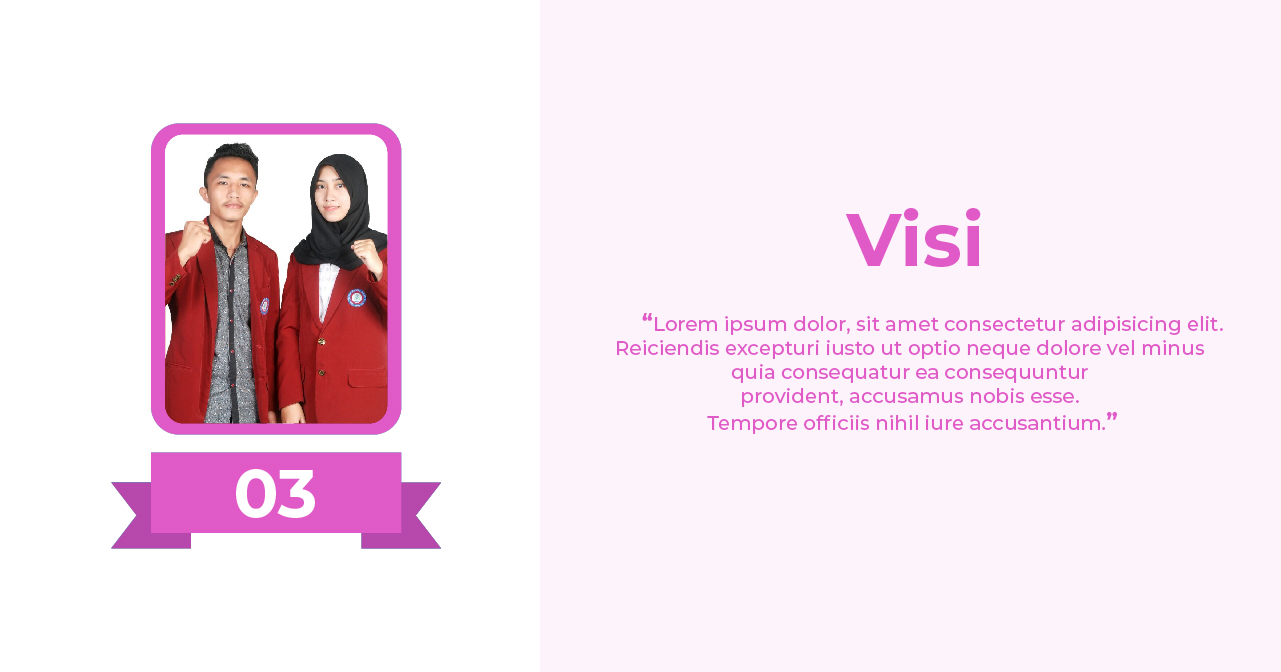 Visi
“Lorem ipsum dolor, sit amet consectetur adipisicing elit.
Reiciendis excepturi iusto ut optio neque dolore vel minus
quia consequatur ea consequuntur
provident, accusamus nobis esse.
Tempore officiis nihil iure accusantium.”
03